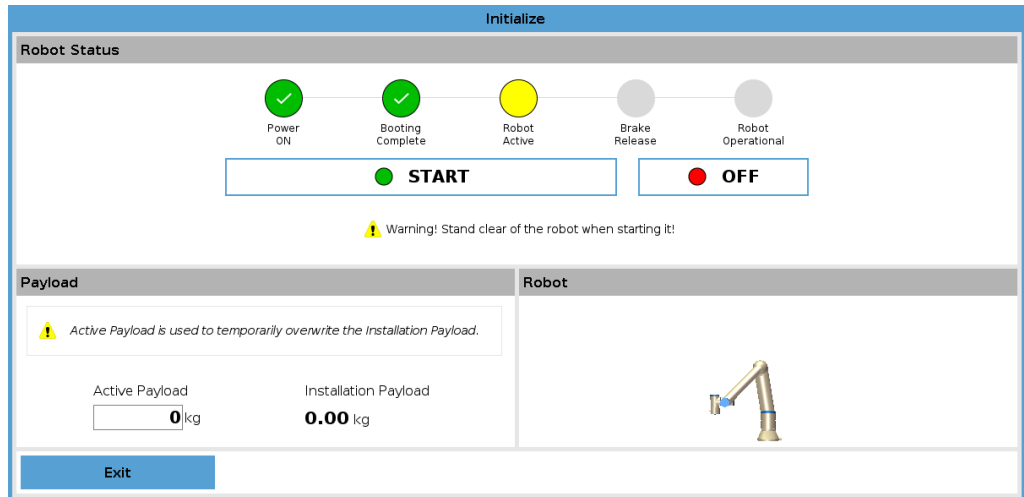 Initialize
Robot Status
Power
ON
Booting
Complete
Robot
Active
Brake
Release
Robot
Operational
START
OFF
Warning! Stand clear of the robot when starting it!
Payload
Robot
Active Payload is used to temporarily overwrite the Installation Payload.
Active Payload
Installation Payload
0 kg
0.00 kg
Exit